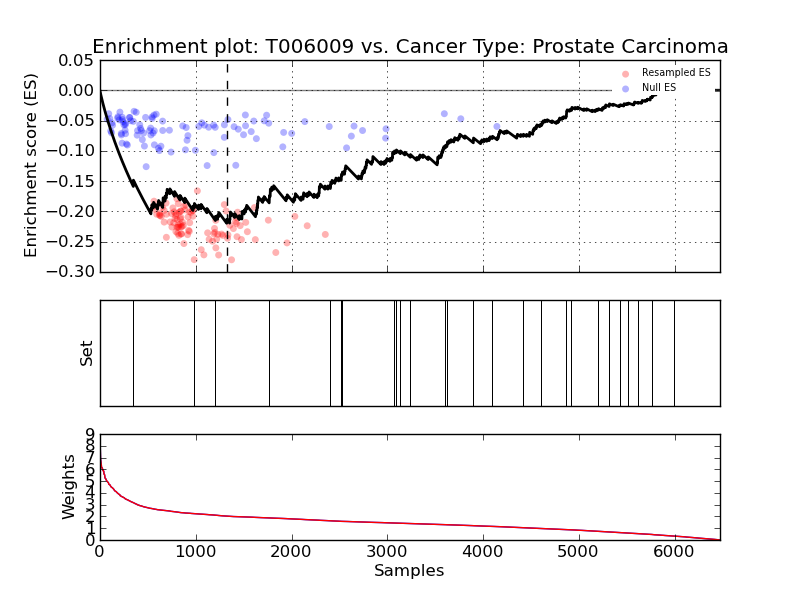 Enrichment plot: T006009 vs. Cancer Type: Prostate Carcinoma
Enrichment score (ES)
0.05
0.00
−0.05
−0.10
−0.15
−0.20
−0.25
−0.30
Resampled ES
Null ES
Set
Weights
9
8
7
6
5
4
3
2
1
0
0 1000 2000 3000 4000 5000 6000
Samples